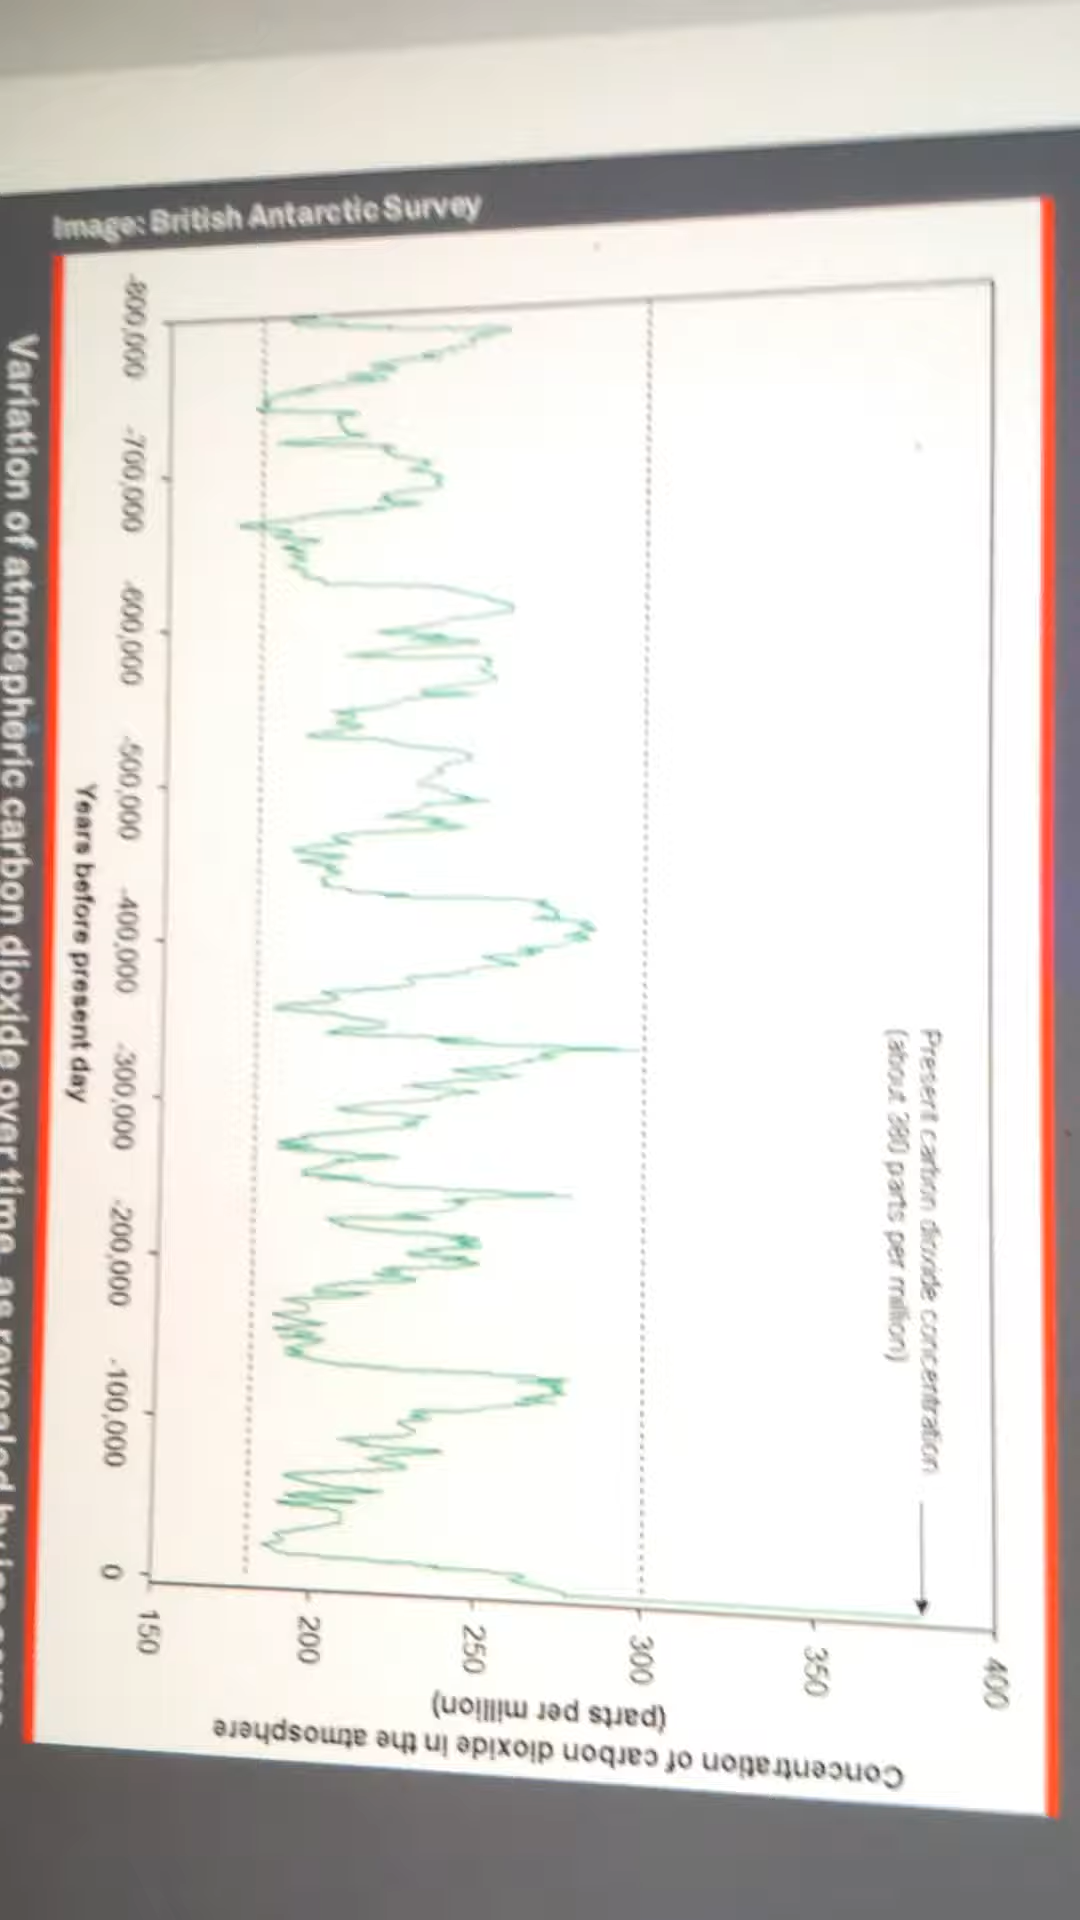 Image: British Antarctic Survey
400
350
300
250
200
150
Concentration of carbon dioxide in the atmosphere
(parts per million)
Present carbon dioxide concentration
(about 380 parts per million)
-800,000 -700,000 -600,000 -500,000 -400,000 -300,000 -200,000 -100,000 0
Years before present day
Variation of atmospheric carbon dioxide over time, as revealed by ice cores